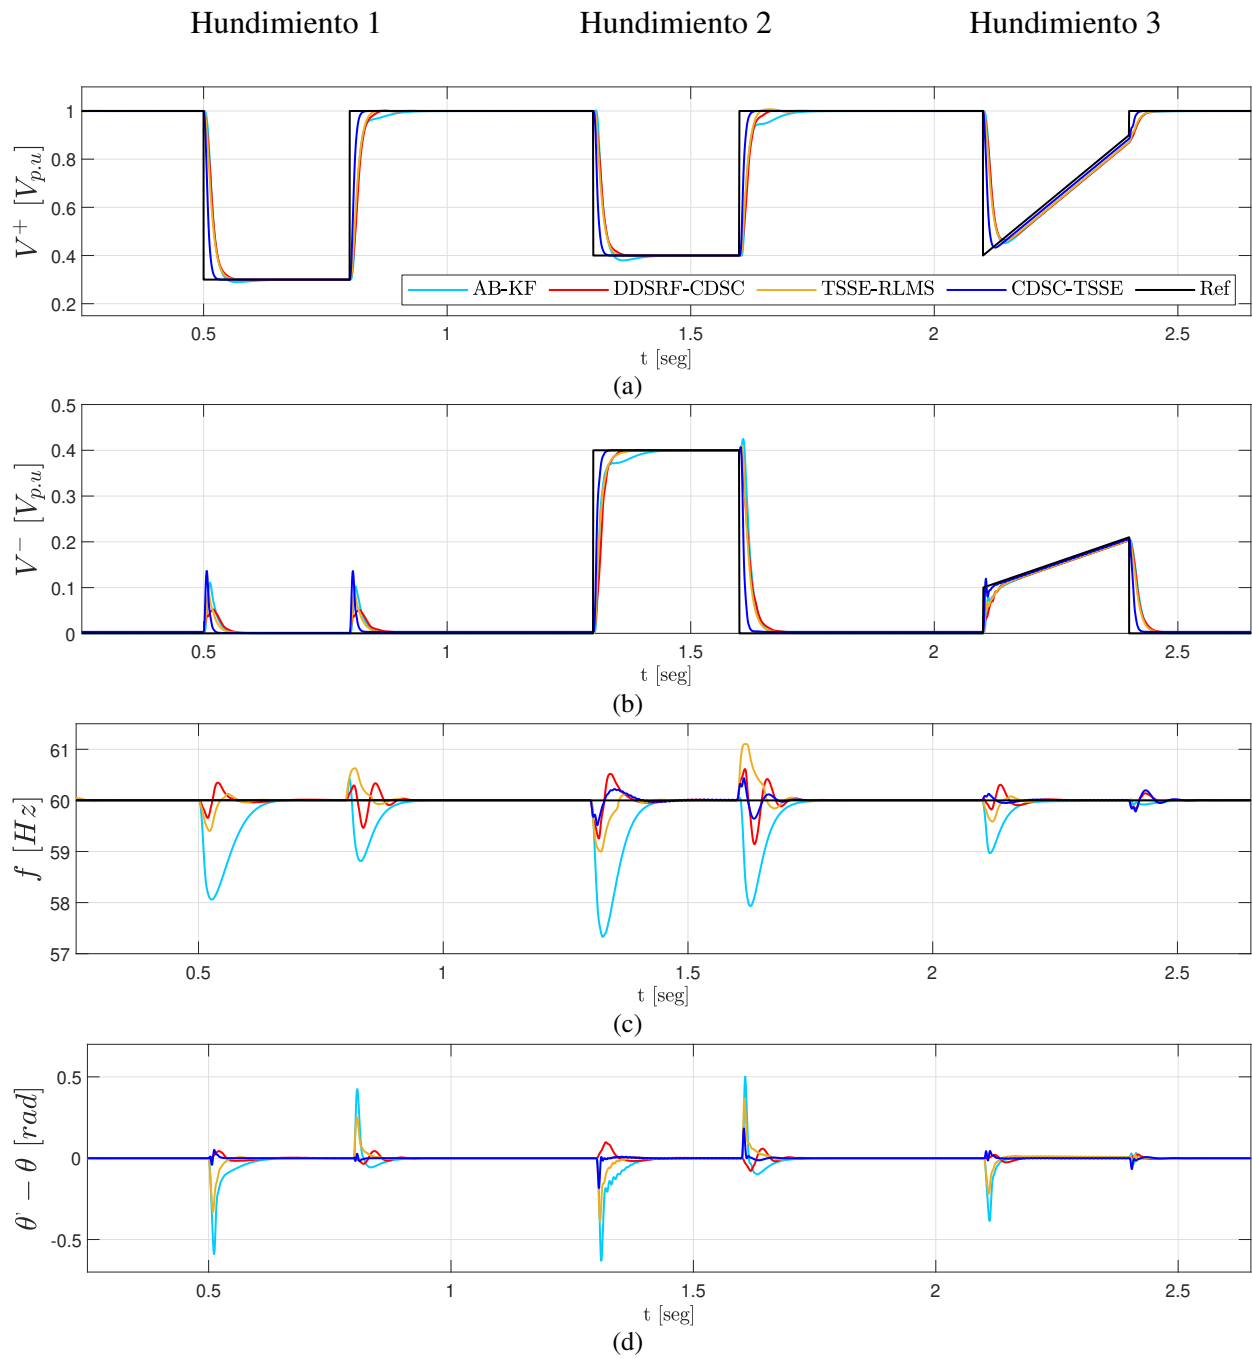 Hundimiento 1 Hundimiento 2 Hundimiento 3
V⁺ [V_{p.u}]
1
0.8
0.6
0.4
0.2
AB-KF DDSRF-CDSC TSSE-RLMS CDSC-TSSE Ref
0.5 1 1.5 2 2.5
t [seg]
(a)
V⁻ [V_{p.u}]
0.5
0.4
0.3
0.2
0.1
0
0.5 1 1.5 2 2.5
t [seg]
(b)
f [Hz]
61
60
59
58
57
0.5 1 1.5 2 2.5
t [seg]
(c)
θ' − θ [rad]
0.5
0
-0.5
0.5 1 1.5 2 2.5
t [seg]
(d)